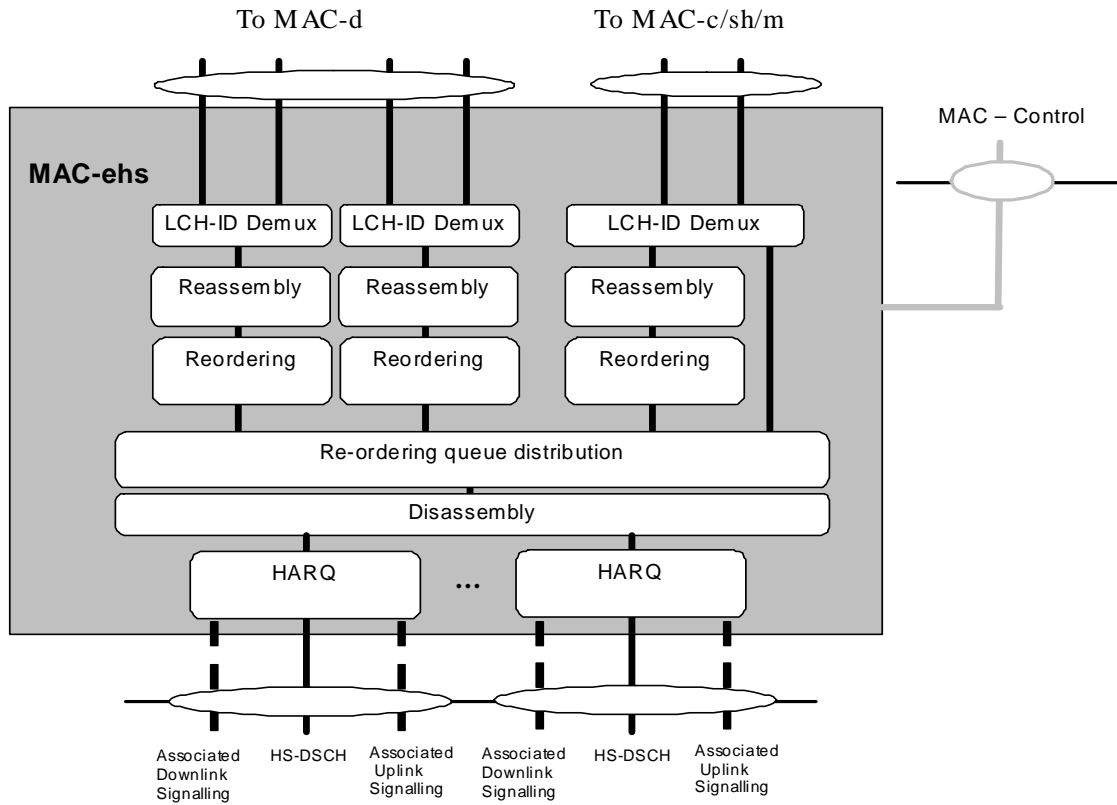 To MAC-d
To MAC-c/sh/m
MAC – Control
MAC-ehs
LCH-ID Demux
LCH-ID Demux
LCH-ID Demux
Reassembly
Reassembly
Reassembly
Reordering
Reordering
Reordering
Re-ordering queue distribution
Disassembly
HARQ
...
HARQ
Associated
Downlink
Signalling
HS-DSCH
Associated
Uplink
Signalling
Associated
Downlink
Signalling
HS-DSCH
Associated
Uplink
Signalling